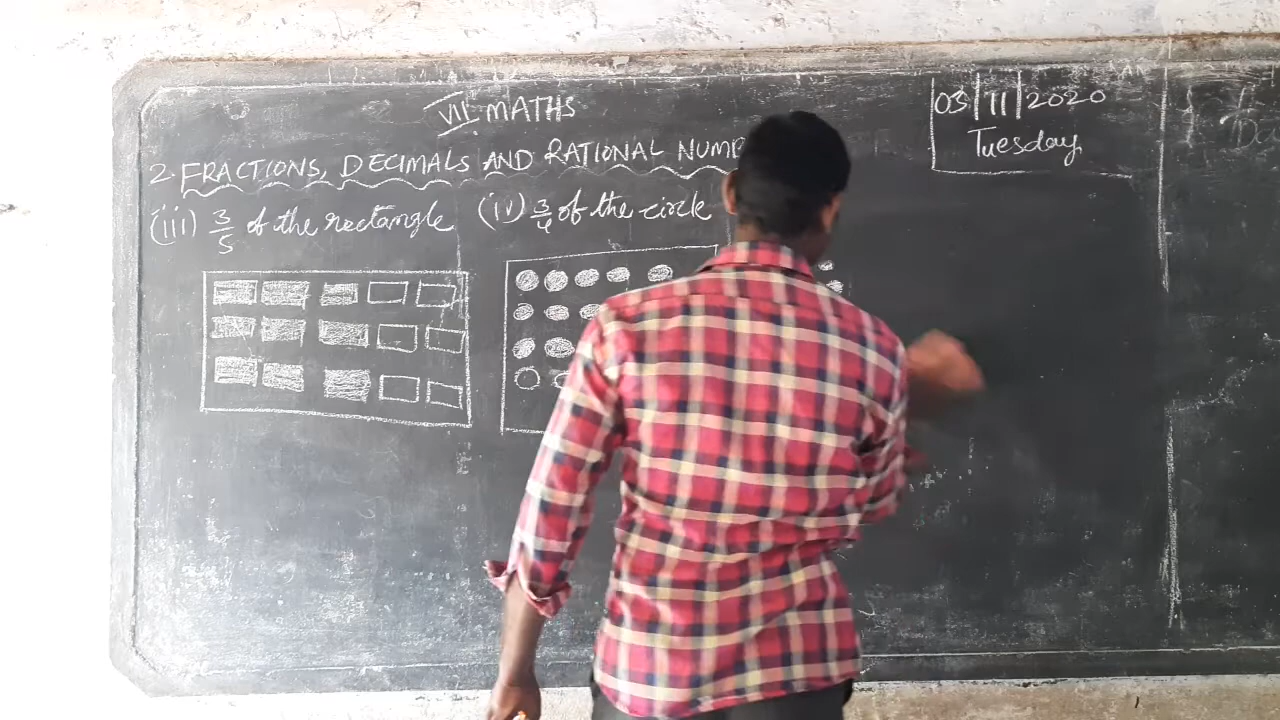 VII MATHS
03/11/2020
Tuesday
2. FRACTIONS, DECIMALS AND RATIONAL NUMB
(iii) 3/5 of the rectangle (iv) 3/4 of the circle